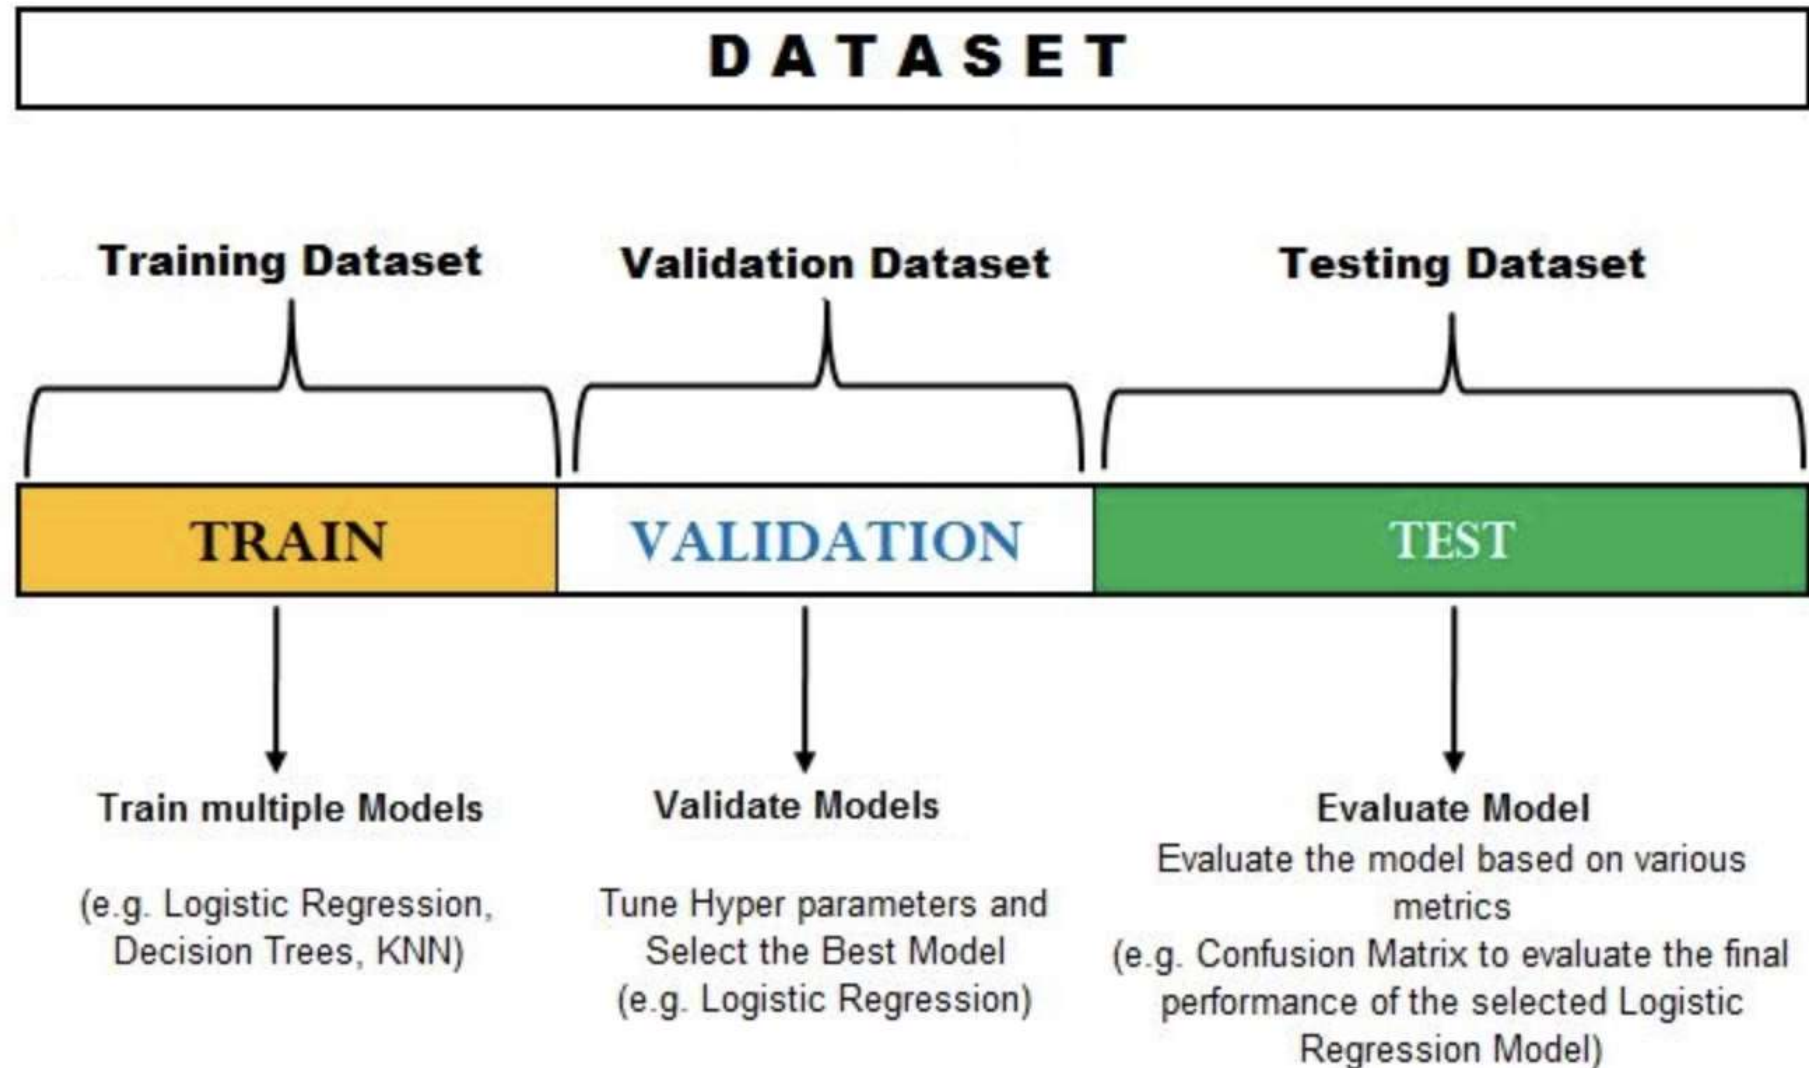 D A T A S E T
Training Dataset
Validation Dataset
Testing Dataset
TRAIN
VALIDATION
TEST
Train multiple Models
(e.g. Logistic Regression,
Decision Trees, KNN)
Validate Models
Tune Hyper parameters and
Select the Best Model
(e.g. Logistic Regression)
Evaluate Model
Evaluate the model based on various
metrics
(e.g. Confusion Matrix to evaluate the final
performance of the selected Logistic
Regression Model)